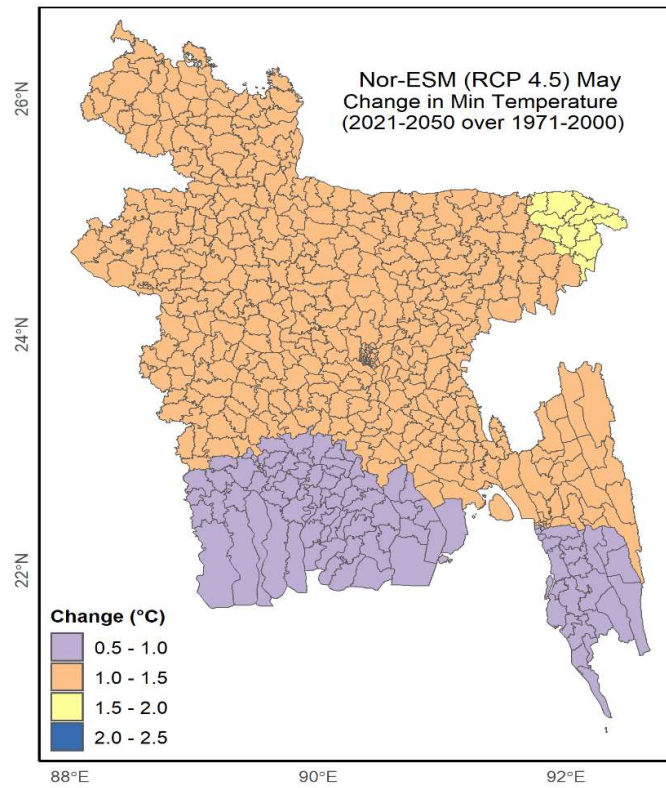 Nor-ESM (RCP 4.5) May
Change in Min Temperature
(2021-2050 over 1971-2000)
26°N
24°N
22°N
Change (°C)
0.5 - 1.0
1.0 - 1.5
1.5 - 2.0
2.0 - 2.5
88°E
90°E
92°E